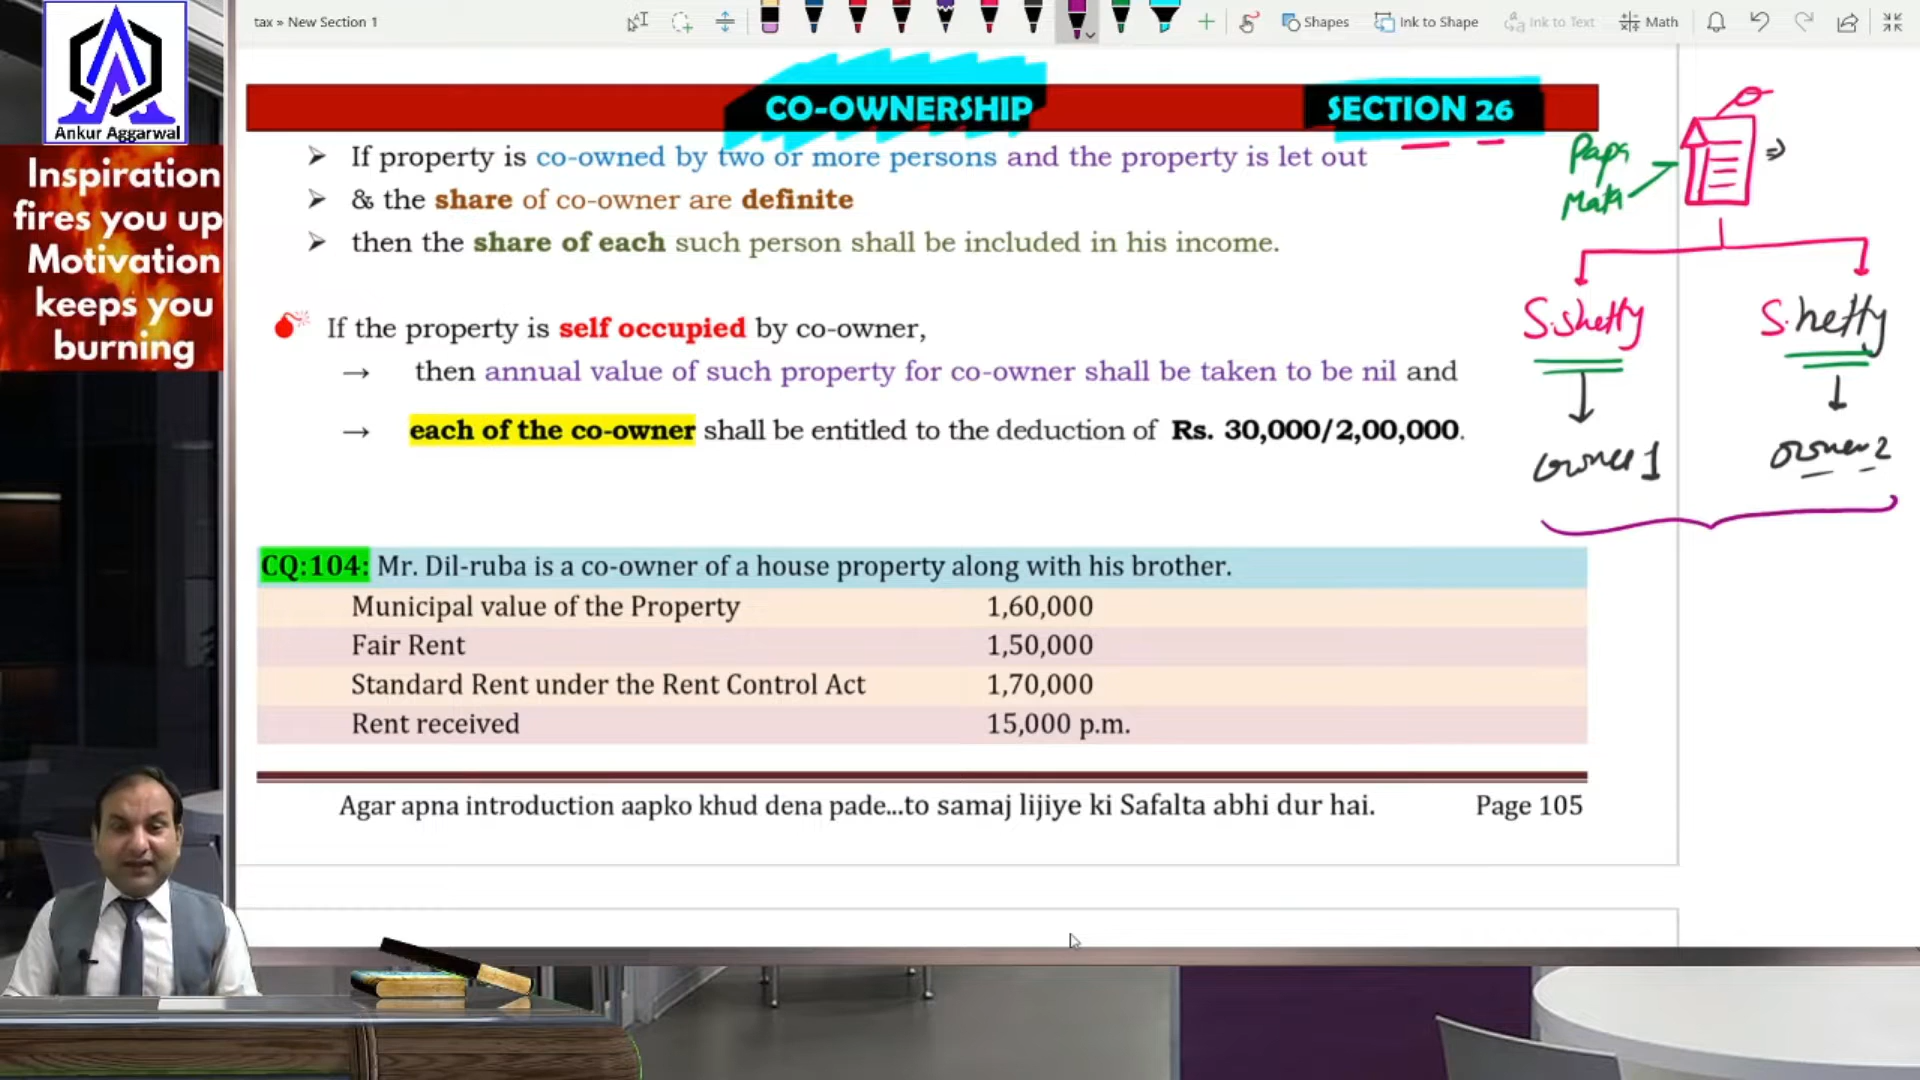 tax » New Section 1
Shapes
Ink to Shape
Ink to Text
Math
Ankur Aggarwal
Inspiration
fires you up
Motivation
keeps you
burning
CO-OWNERSHIP SECTION 26
➢ If property is co-owned by two or more persons and the property is let out
➢ & the share of co-owner are definite
➢ then the share of each such person shall be included in his income.
If the property is self occupied by co-owner,
→ then annual value of such property for co-owner shall be taken to be nil and
→ each of the co-owner shall be entitled to the deduction of Rs. 30,000/2,00,000.
Papa
Mata
S.Shetty S.hetty
owner 1 owner 2
CQ:104: Mr. Dil-ruba is a co-owner of a house property along with his brother.
Municipal value of the Property 1,60,000
Fair Rent 1,50,000
Standard Rent under the Rent Control Act 1,70,000
Rent received 15,000 p.m.
Agar apna introduction aapko khud dena pade...to samaj lijiye ki Safalta abhi dur hai. Page 105